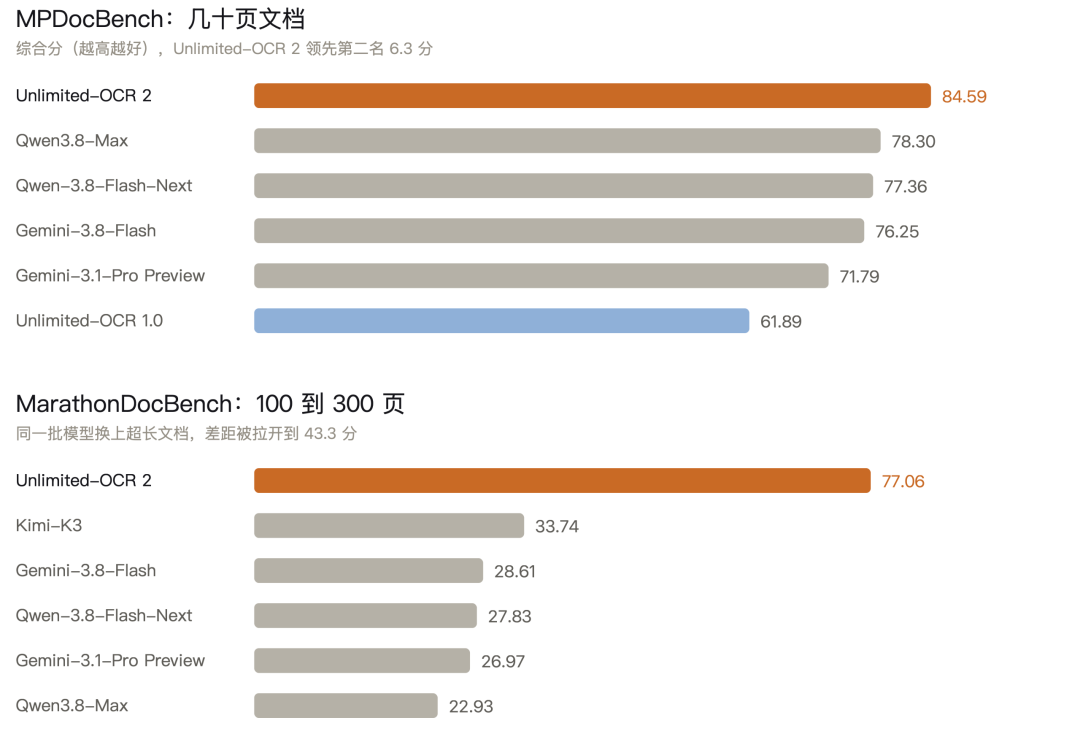 MPDocBench：几十页文档
综合分（越高越好），Unlimited-OCR 2 领先第二名 6.3 分
Unlimited-OCR 2 84.59
Qwen3.8-Max 78.30
Qwen-3.8-Flash-Next 77.36
Gemini-3.8-Flash 76.25
Gemini-3.1-Pro Preview 71.79
Unlimited-OCR 1.0 61.89
MarathonDocBench：100 到 300 页
同一批模型换上超长文档，差距被拉开到 43.3 分
Unlimited-OCR 2 77.06
Kimi-K3 33.74
Gemini-3.8-Flash 28.61
Qwen-3.8-Flash-Next 27.83
Gemini-3.1-Pro Preview 26.97
Qwen3.8-Max 22.93